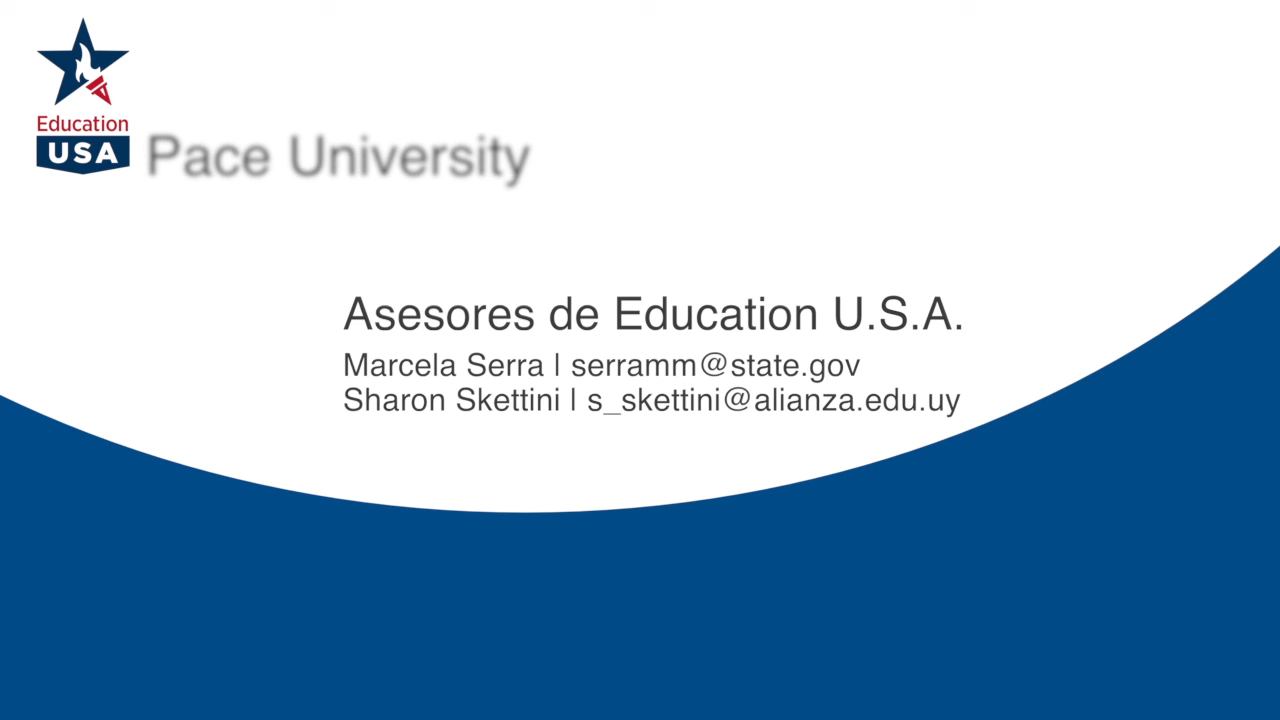 Education
USA
Pace University
Asesores de Education U.S.A.
Marcela Serra | serramm@state.gov
Sharon Skettini | s_skettini@alianza.edu.uy